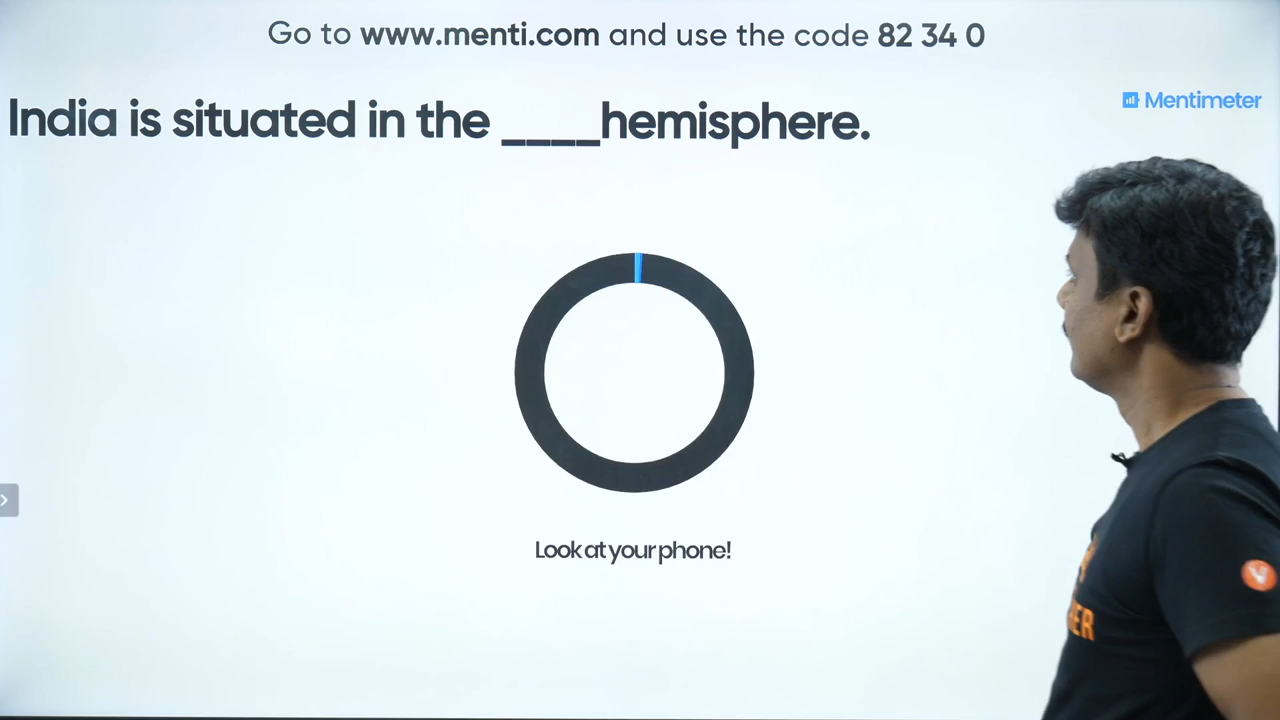 Go to www.menti.com and use the code 82 34 0
Mentimeter
India is situated in the ____hemisphere.
Look at your phone!